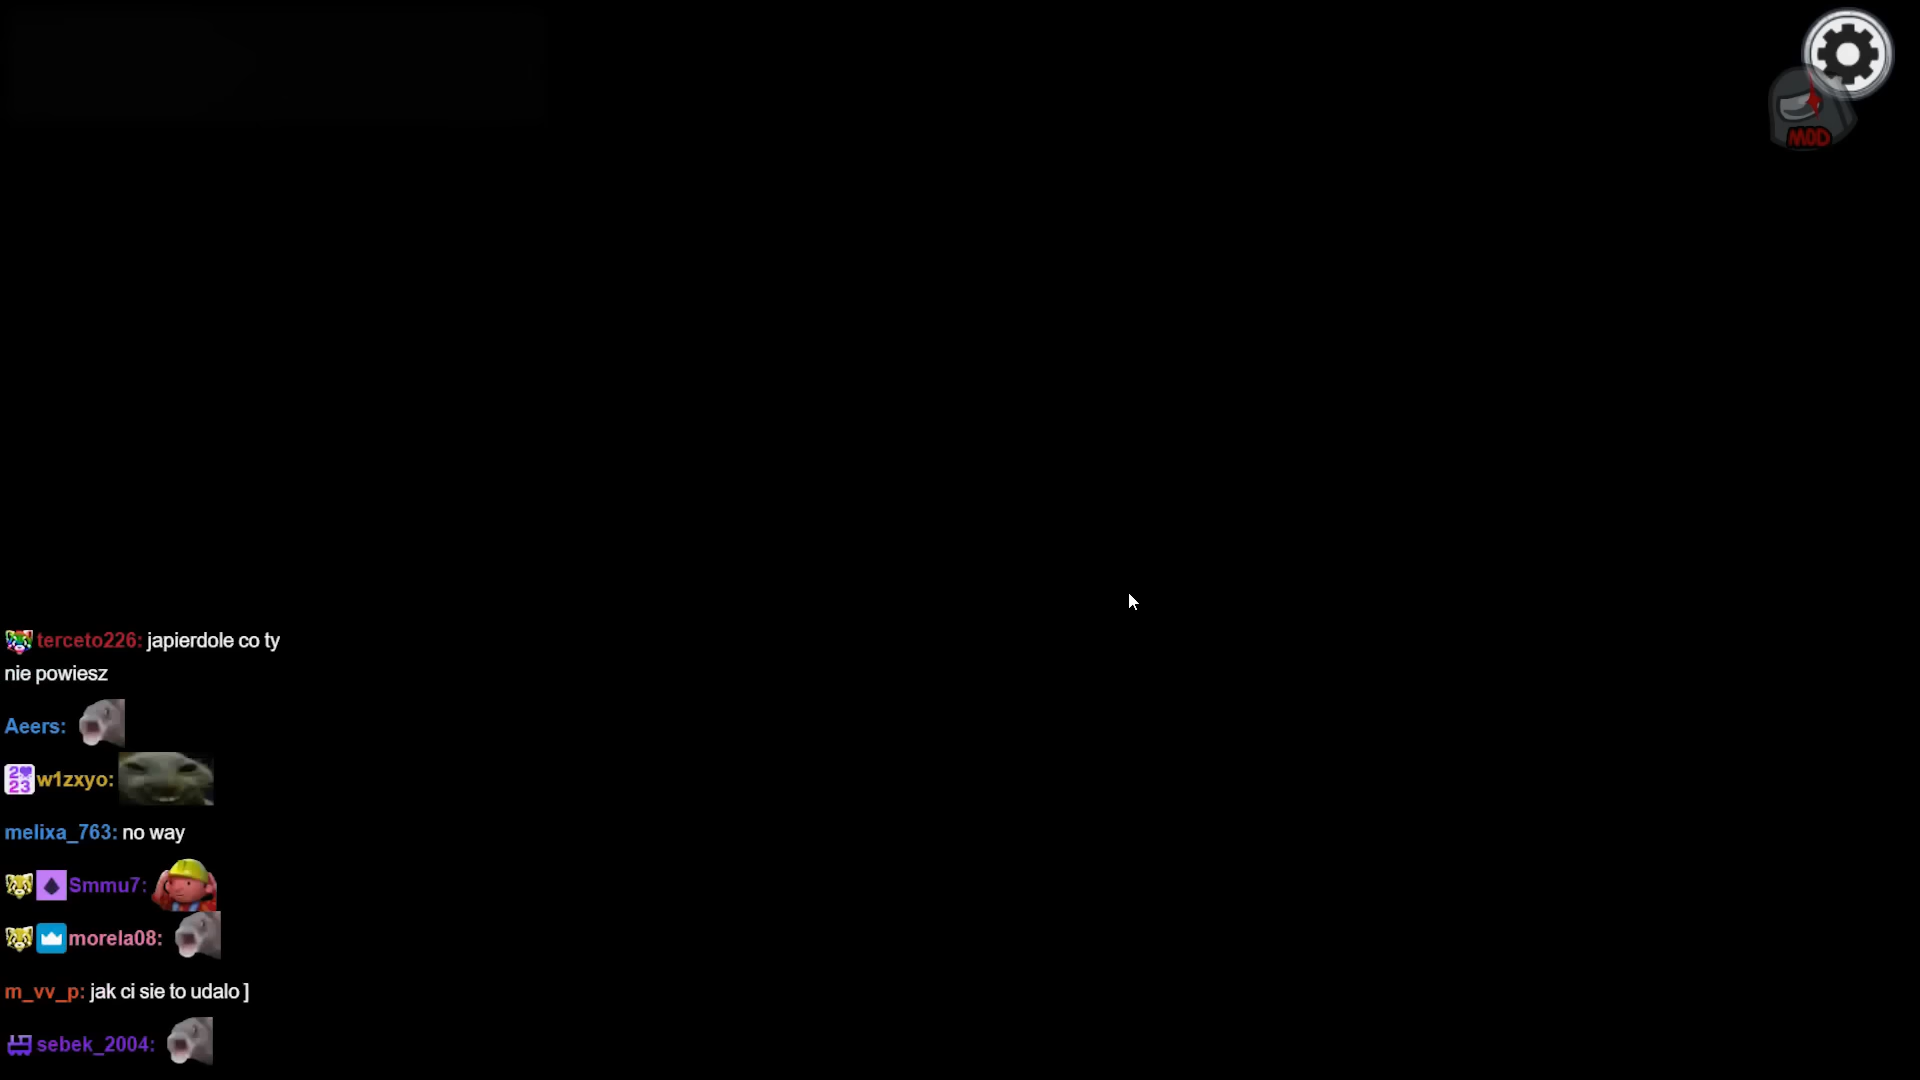 MOD
terceto226: japierdole co ty
nie powiesz
Aeers:
2023 w1zxyo:
melixa_763: no way
Smmu7:
morela08:
m_vv_p: jak ci sie to udalo ]
sebek_2004: